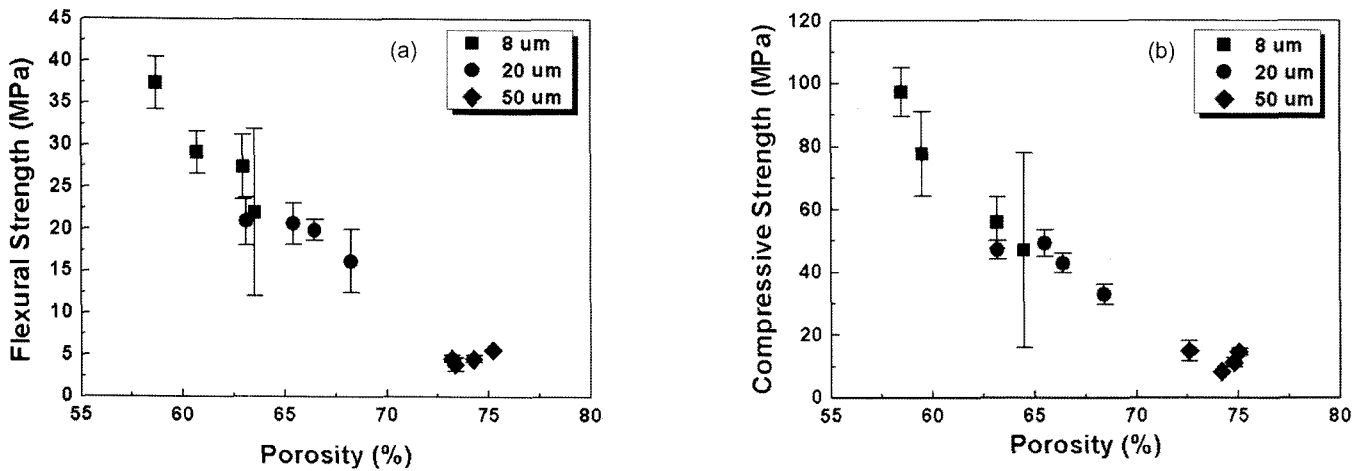 Flexural Strength (MPa)
45
40
35
30
25
20
15
10
5
0
55
60
65
70
75
80
Porosity (%)
(a)
8 um
20 um
50 um
Compressive Strength (MPa)
120
100
80
60
40
20
0
55
60
65
70
75
80
Porosity (%)
(b)
8 um
20 um
50 um